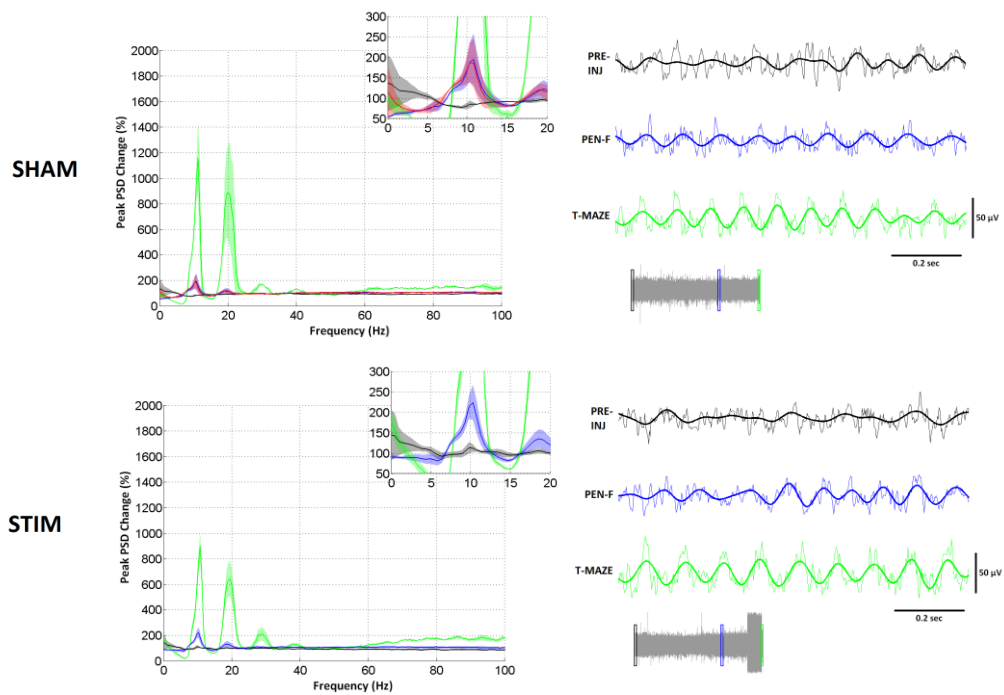 SHAM
Peak PSD Change (%)
2000
1800
1600
1400
1200
1000
800
600
400
200
0
0 20 40 60 80 100
Frequency (Hz)
300
250
200
150
100
50
0 5 10 15 20
PRE-
INJ
PEN-F
T-MAZE
50 µV
0.2 sec
STIM
Peak PSD Change (%)
2000
1800
1600
1400
1200
1000
800
600
400
200
0
0 20 40 60 80 100
Frequency (Hz)
300
250
200
150
100
50
0 5 10 15 20
PRE-
INJ
PEN-F
T-MAZE
50 µV
0.2 sec